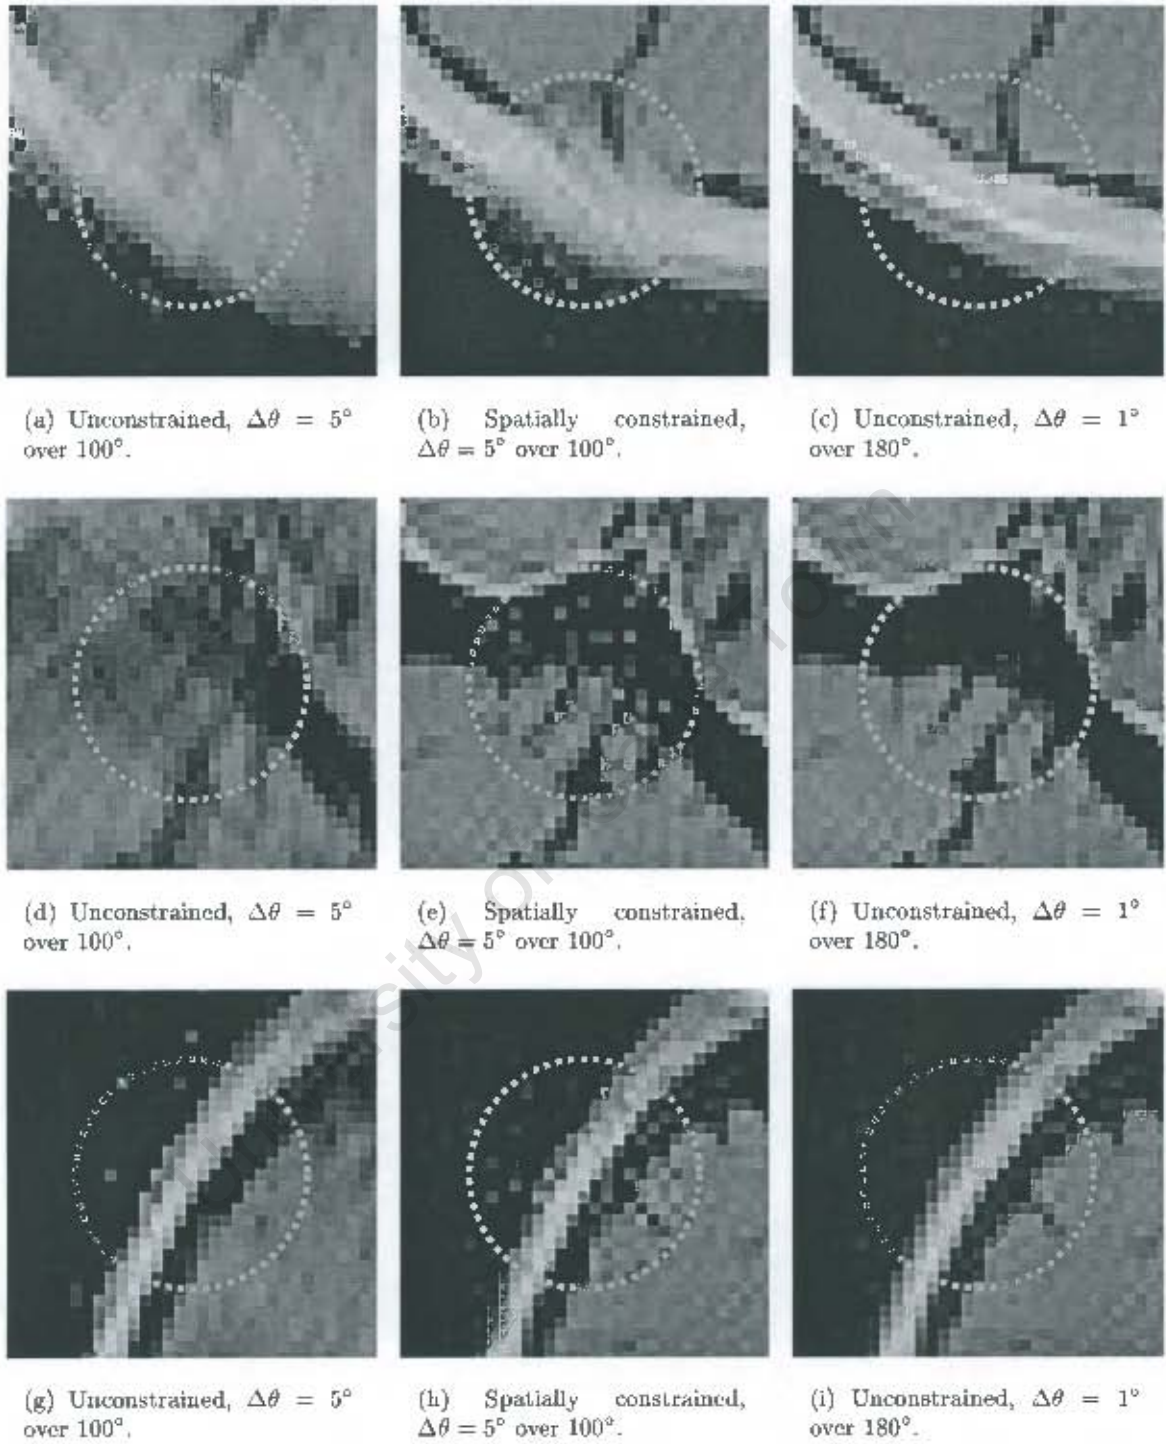 (a) Unconstrained, Δθ = 5°
over 100°.
(b) Spatially constrained,
Δθ = 5° over 100°.
(c) Unconstrained, Δθ = 1°
over 180°.
(d) Unconstrained, Δθ = 5°
over 100°.
(e) Spatially constrained,
Δθ = 5° over 100°.
(f) Unconstrained, Δθ = 1°
over 180°.
(g) Unconstrained, Δθ = 5°
over 100°.
(h) Spatially constrained,
Δθ = 5° over 100°.
(i) Unconstrained, Δθ = 1°
over 180°.